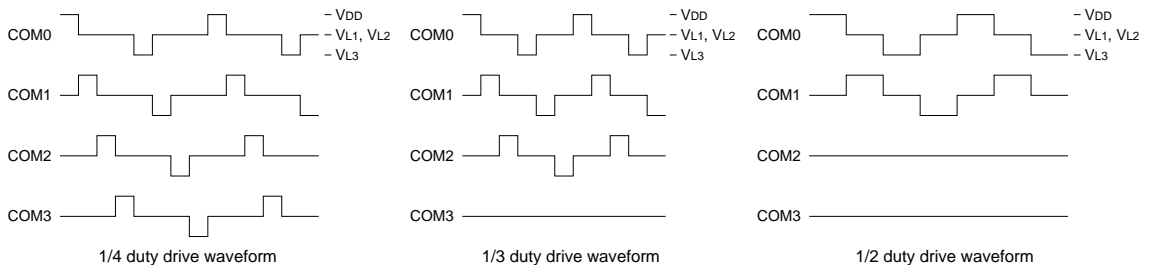 COM0
VDD
VL1, VL2
VL3
COM1
COM2
COM3
1/4 duty drive waveform
COM0
VDD
VL1, VL2
VL3
COM1
COM2
COM3
1/3 duty drive waveform
COM0
VDD
VL1, VL2
VL3
COM1
COM2
COM3
1/2 duty drive waveform